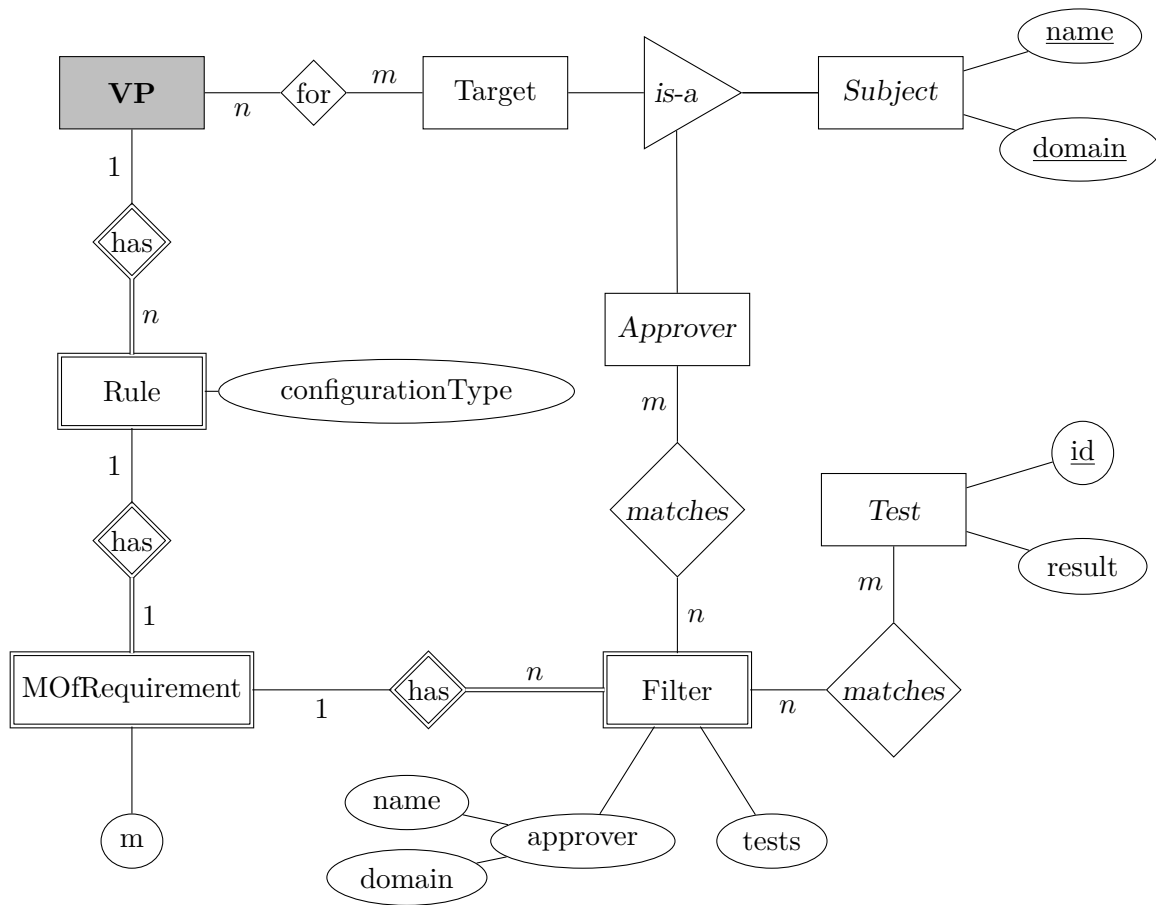 name
VP
for
m
Target
is-a
Subject
n
domain
1
has
n
Approver
Rule
configurationType
m
1
id
matches
Test
has
result
m
1
n
MOfRequirement
n
has
Filter
matches
1
n
name
m
approver
tests
domain